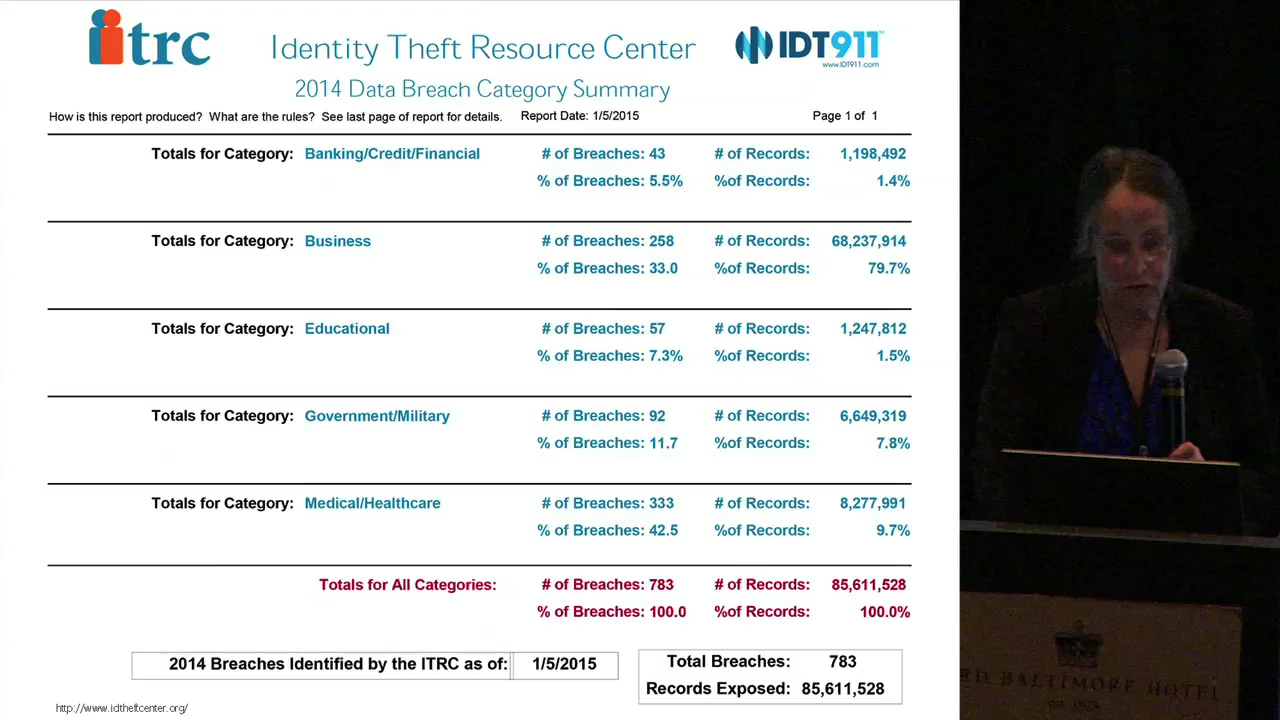 itrc
Identity Theft Resource Center
IDT911™
www.IDT911.com
2014 Data Breach Category Summary
How is this report produced? What are the rules? See last page of report for details. Report Date: 1/5/2015 Page 1 of 1
Totals for Category: Banking/Credit/Financial # of Breaches: 43 # of Records: 1,198,492
% of Breaches: 5.5% %of Records: 1.4%
Totals for Category: Business # of Breaches: 258 # of Records: 68,237,914
% of Breaches: 33.0 %of Records: 79.7%
Totals for Category: Educational # of Breaches: 57 # of Records: 1,247,812
% of Breaches: 7.3% %of Records: 1.5%
Totals for Category: Government/Military # of Breaches: 92 # of Records: 6,649,319
% of Breaches: 11.7 %of Records: 7.8%
Totals for Category: Medical/Healthcare # of Breaches: 333 # of Records: 8,277,991
% of Breaches: 42.5 %of Records: 9.7%
Totals for All Categories: # of Breaches: 783 # of Records: 85,611,528
% of Breaches: 100.0 %of Records: 100.0%
2014 Breaches Identified by the ITRC as of: 1/5/2015
Total Breaches: 783
Records Exposed: 85,611,528
http://www.idtheftcenter.org/
RD BALTIMORE HOTEL